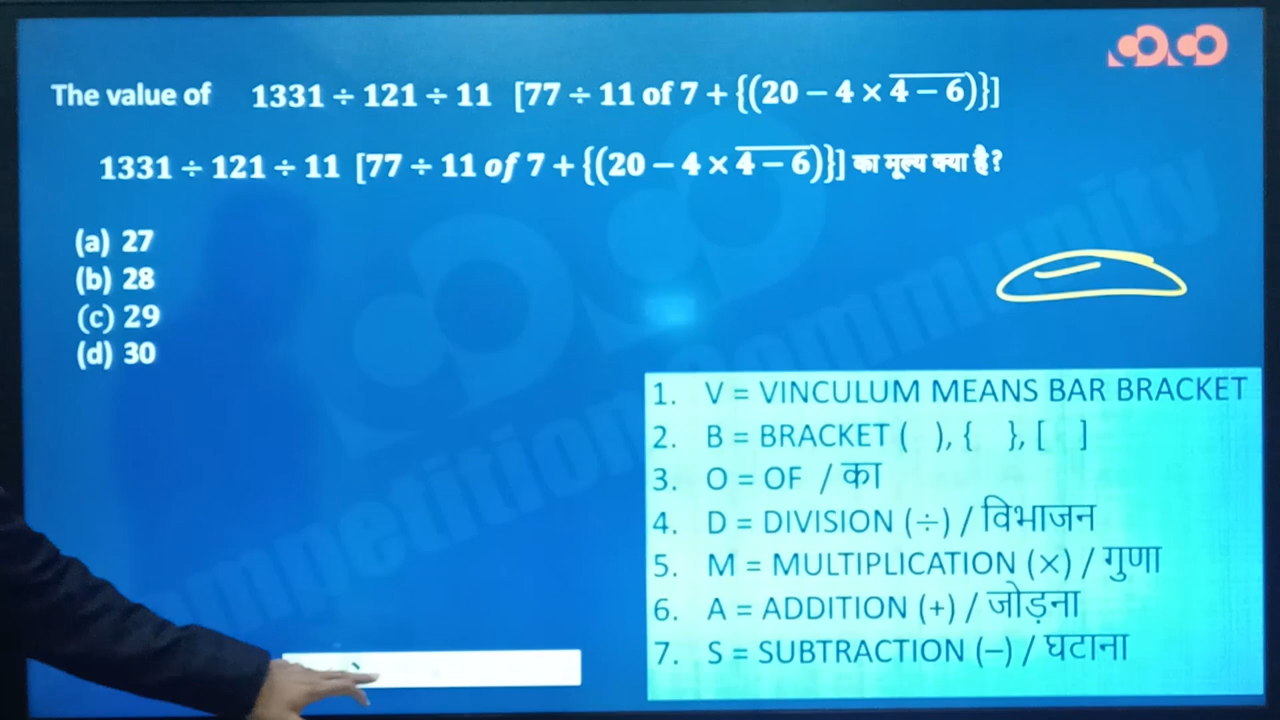 The value of 1331 ÷ 121 ÷ 11 [77 ÷ 11 of 7 + {(20 − 4 × 4 − 6)}]
1331 ÷ 121 ÷ 11 [77 ÷ 11 of 7 + {(20 − 4 × 4 − 6)}] का मूल्य क्या है?
(a) 27
(b) 28
(c) 29
(d) 30
1. V = VINCULUM MEANS BAR BRACKET
2. B = BRACKET ( ), { }, [ ]
3. O = OF / का
4. D = DIVISION (÷) / विभाजन
5. M = MULTIPLICATION (×) / गुणा
6. A = ADDITION (+) / जोड़ना
7. S = SUBTRACTION (–) / घटाना
Competition Community